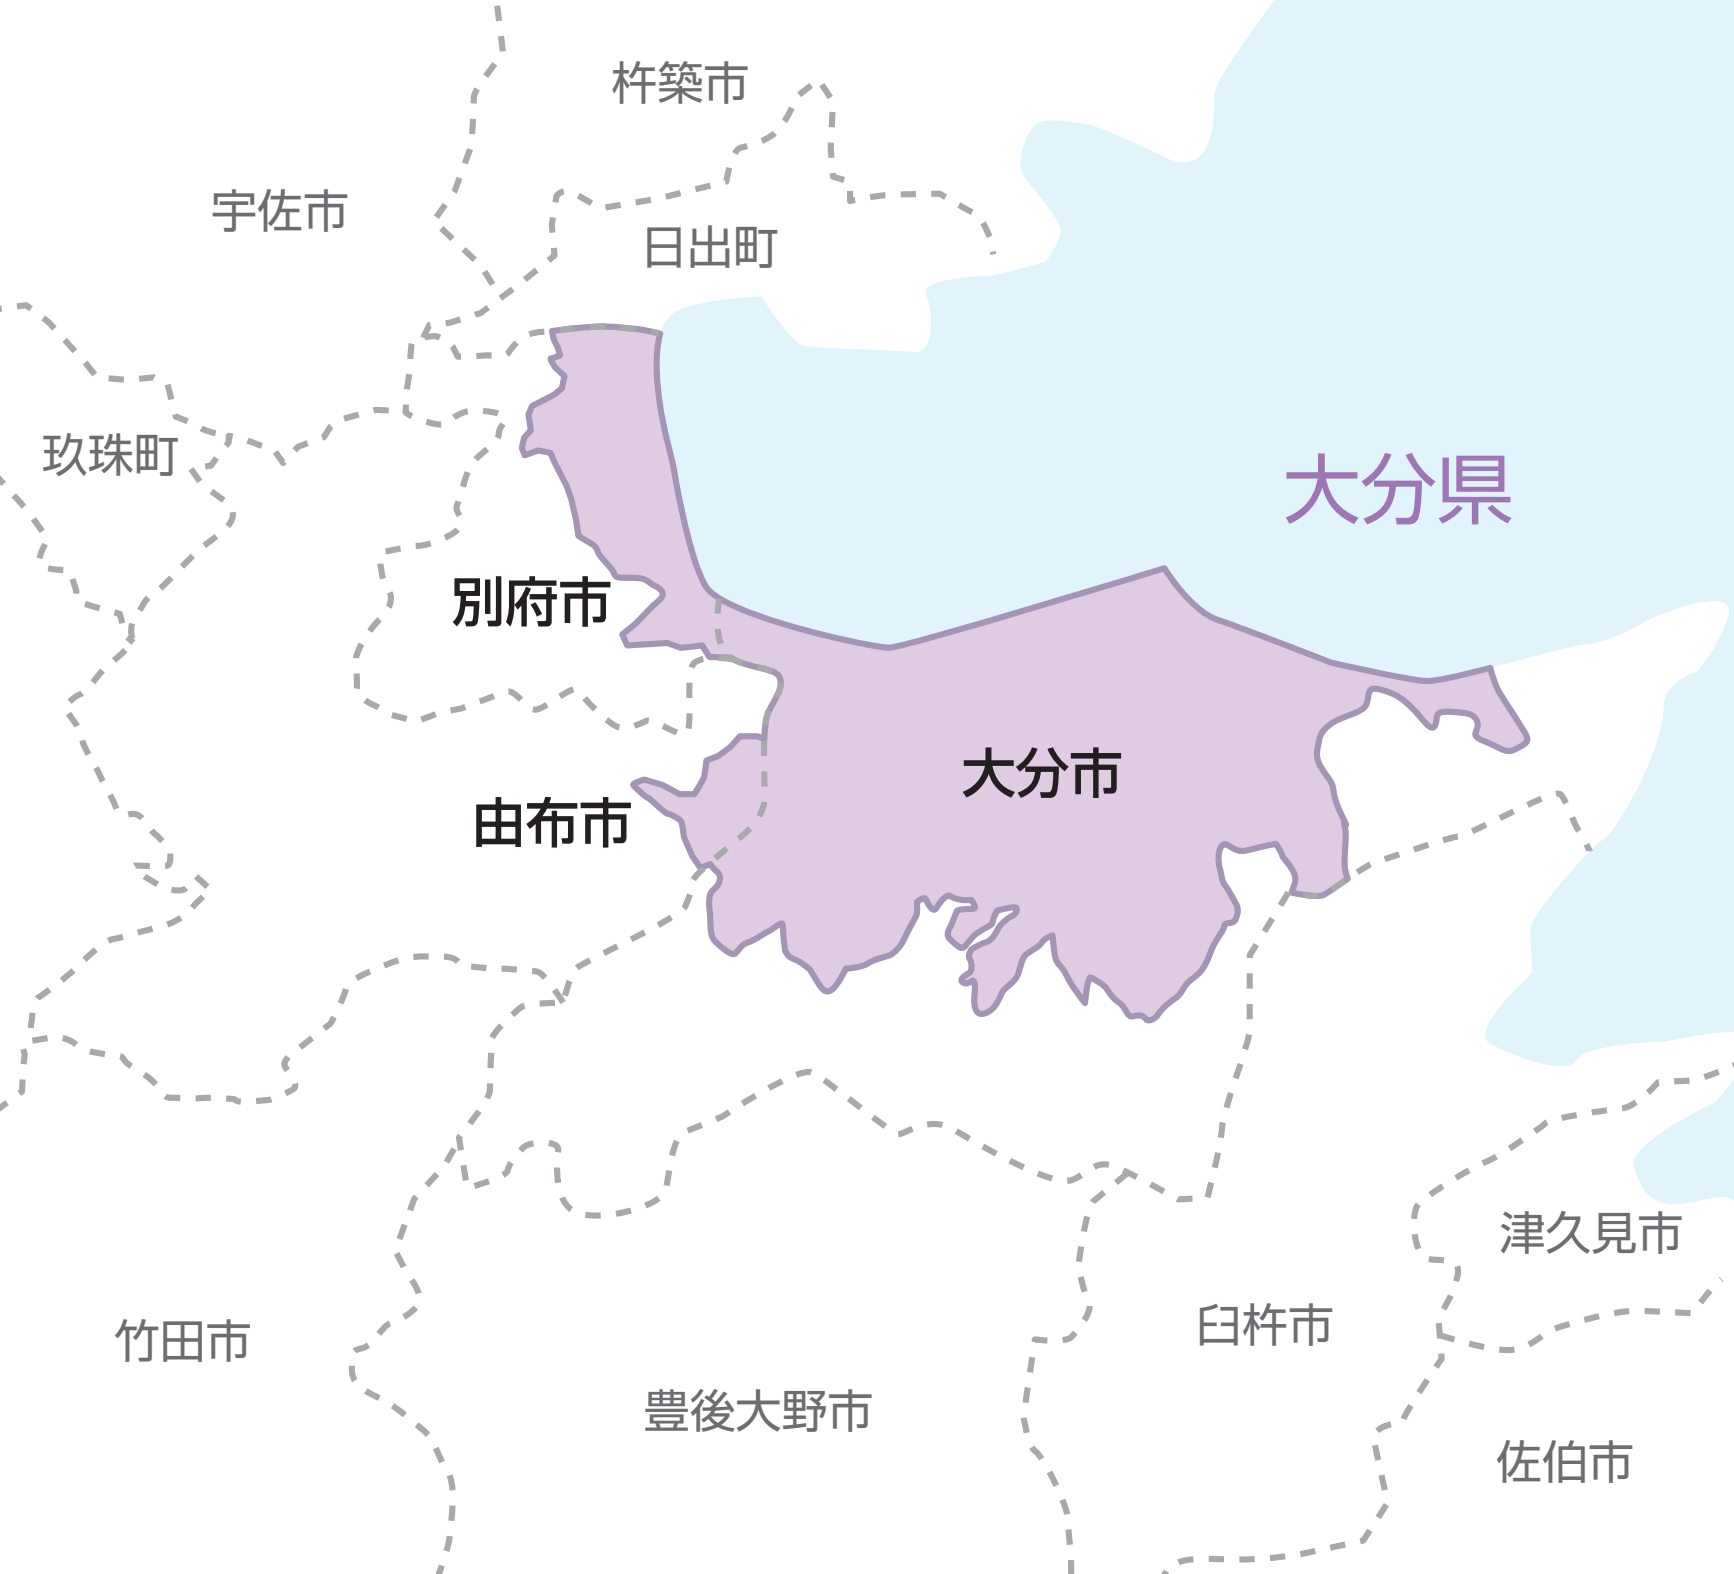 杵築市
宇佐市
日出町
玖珠町
大分県
別府市
大分市
由布市
津久見市
臼杵市
竹田市
豊後大野市
佐伯市